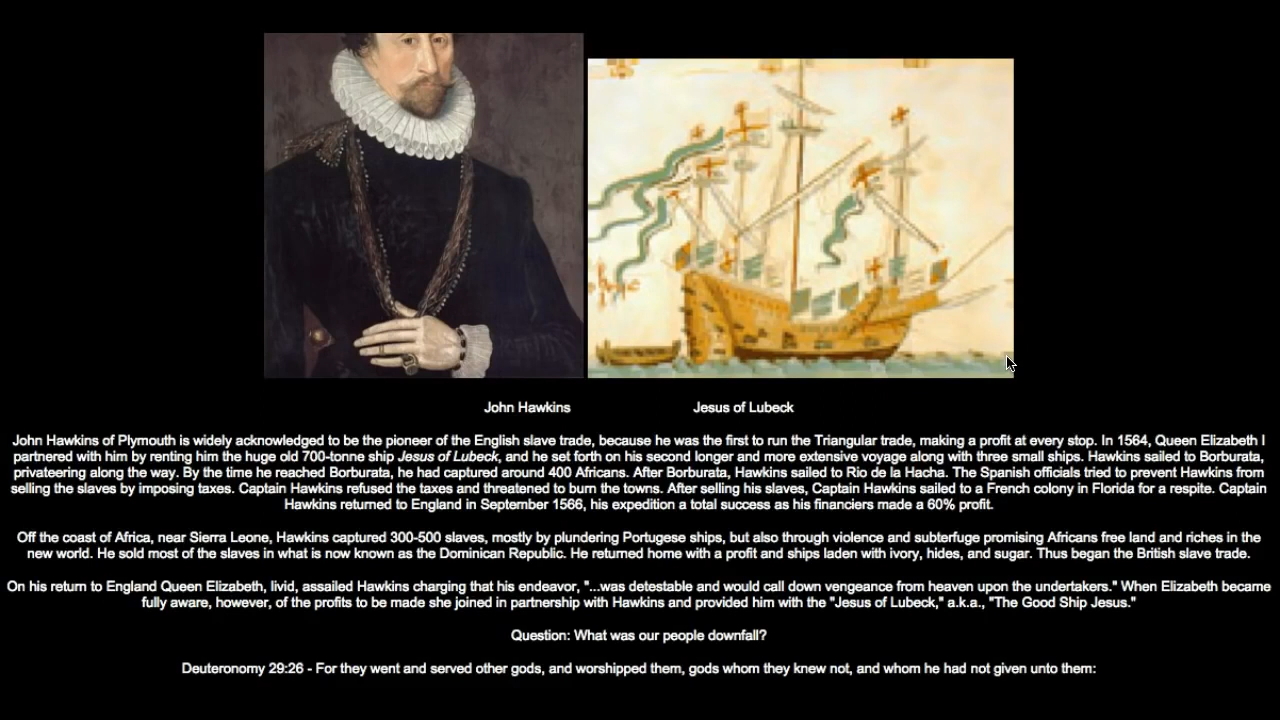 John Hawkins Jesus of Lubeck
John Hawkins of Plymouth is widely acknowledged to be the pioneer of the English slave trade, because he was the first to run the Triangular trade, making a profit at every stop. In 1564, Queen Elizabeth I
partnered with him by renting him the huge old 700-tonne ship Jesus of Lubeck, and he set forth on his second longer and more extensive voyage along with three small ships. Hawkins sailed to Borburata,
privateering along the way. By the time he reached Borburata, he had captured around 400 Africans. After Borburata, Hawkins sailed to Rio de la Hacha. The Spanish officials tried to prevent Hawkins from
selling the slaves by imposing taxes. Captain Hawkins refused the taxes and threatened to burn the towns. After selling his slaves, Captain Hawkins sailed to a French colony in Florida for a respite. Captain
Hawkins returned to England in September 1566, his expedition a total success as his financiers made a 60% profit.
Off the coast of Africa, near Sierra Leone, Hawkins captured 300-500 slaves, mostly by plundering Portugese ships, but also through violence and subterfuge promising Africans free land and riches in the
new world. He sold most of the slaves in what is now known as the Dominican Republic. He returned home with a profit and ships laden with ivory, hides, and sugar. Thus began the British slave trade.
On his return to England Queen Elizabeth, livid, assailed Hawkins charging that his endeavor, "...was detestable and would call down vengeance from heaven upon the undertakers." When Elizabeth became
fully aware, however, of the profits to be made she joined in partnership with Hawkins and provided him with the "Jesus of Lubeck," a.k.a., "The Good Ship Jesus."
Question: What was our people downfall?
Deuteronomy 29:26 - For they went and served other gods, and worshipped them, gods whom they knew not, and whom he had not given unto them: